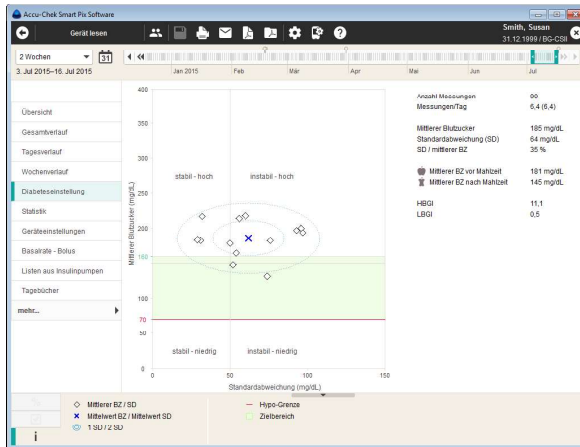 Accu-Chek Smart Pix Software
Gerät lesen
Smith, Susan
31.12.1999 / BG-CSII
2 Wochen
31
3. Jul 2015–16. Jul 2015
Jan 2015 Feb Mär Apr Mai Jun Jul
Übersicht
Gesamtverlauf
Tagesverlauf
Wochenverlauf
Diabeteseinstellung
Statistik
Geräteeinstellungen
Basalrate - Bolus
Listen aus Insulinpumpen
Tagebücher
mehr...
Mittlerer Blutzucker (mg/dL)
400
350
300
250
200
160
100
70
50
0
stabil - hoch
instabil - hoch
stabil - niedrig
instabil - niedrig
0 50 100 150
Standardabweichung (mg/dL)
Anzahl Messungen
Messungen/Tag 6,4 (6,4)
Mittlerer Blutzucker 185 mg/dL
Standardabweichung (SD) 64 mg/dL
SD / mittlerer BZ 35 %
Mittlerer BZ vor Mahlzeit 181 mg/dL
Mittlerer BZ nach Mahlzeit 145 mg/dL
HBGI 11,1
LBGI 0,5
Mittlerer BZ / SD
Mittelwert BZ / Mittelwert SD
1 SD / 2 SD
Hypo-Grenze
Zielbereich
i